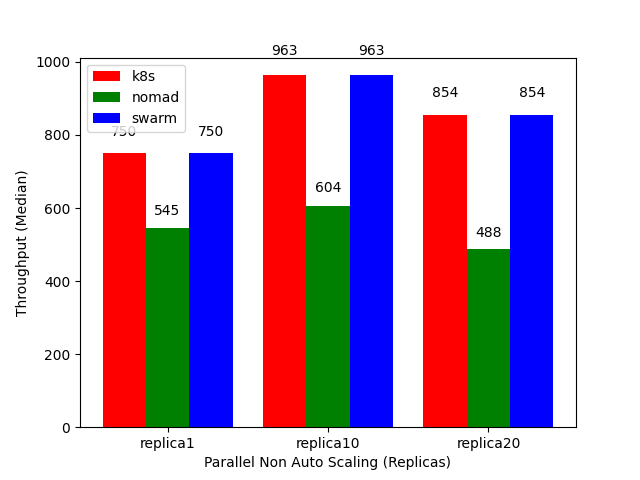 963 963
1000
k8s
nomad
swarm
854 854
800
750 750
604
600
545
488
400
200
0
Throughput (Median)
replica1 replica10 replica20
Parallel Non Auto Scaling (Replicas)